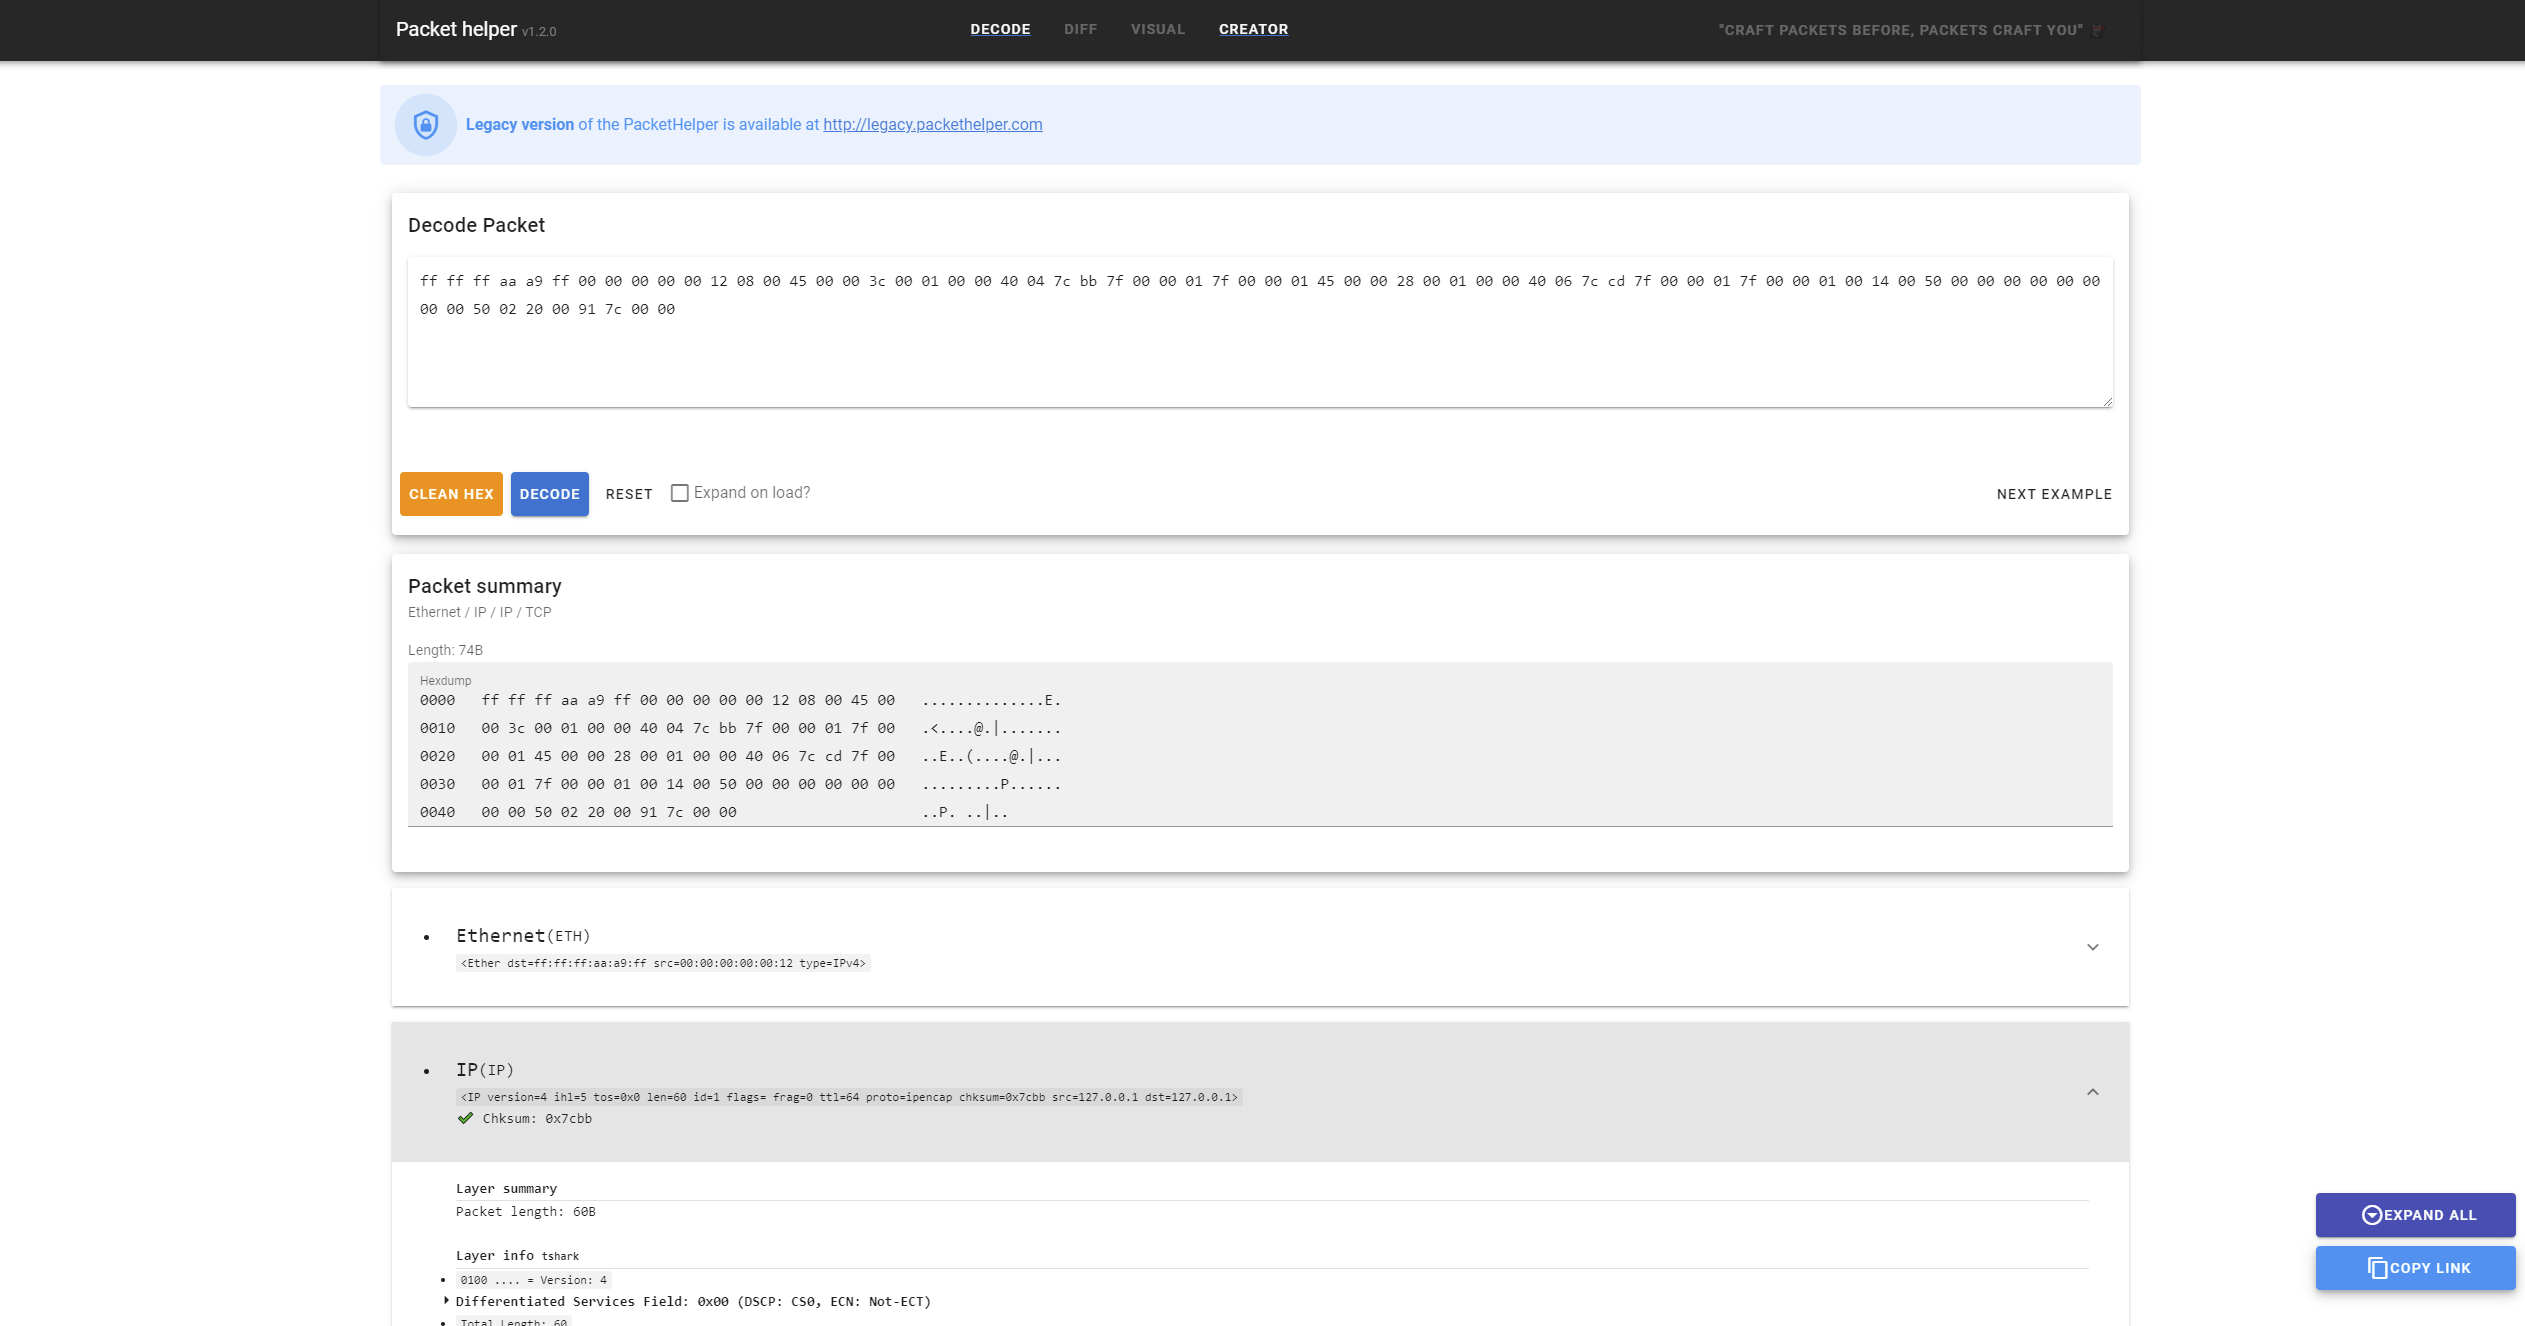 Packet helper v1.2.0
DECODE DIFF VISUAL CREATOR
"CRAFT PACKETS BEFORE, PACKETS CRAFT YOU"
Legacy version of the PacketHelper is available at http://legacy.packethelper.com
Decode Packet
ff ff ff aa a9 ff 00 00 00 00 00 12 08 00 45 00 00 3c 00 01 00 00 40 04 7c bb 7f 00 00 01 7f 00 00 01 45 00 00 28 00 01 00 00 40 06 7c cd 7f 00 00 01 7f 00 00 01 00 14 00 50 00 00 00 00 00 00
00 00 50 02 20 00 91 7c 00 00
CLEAN HEX DECODE RESET Expand on load? NEXT EXAMPLE
Packet summary
Ethernet / IP / IP / TCP
Length: 74B
Hexdump
0000 ff ff ff aa a9 ff 00 00 00 00 00 12 08 00 45 00 ..............E.
0010 00 3c 00 01 00 00 40 04 7c bb 7f 00 00 01 7f 00 .<....@.|.......
0020 00 01 45 00 00 28 00 01 00 00 40 06 7c cd 7f 00 ..E..(....@.|...
0030 00 01 7f 00 00 01 00 14 00 50 00 00 00 00 00 00 .........P......
0040 00 00 50 02 20 00 91 7c 00 00 ..P. ..|..
Ethernet(ETH)
<Ether dst=ff:ff:ff:aa:a9:ff src=00:00:00:00:00:12 type=IPv4>
IP(IP)
<IP version=4 ihl=5 tos=0x0 len=60 id=1 flags= frag=0 ttl=64 proto=ipencap chksum=0x7cbb src=127.0.0.1 dst=127.0.0.1>
Chksum: 0x7cbb
Layer summary
Packet length: 60B
Layer info tshark
0100 .... = Version: 4
Differentiated Services Field: 0x00 (DSCP: CS0, ECN: Not-ECT)
Total Length: 60
EXPAND ALL
COPY LINK